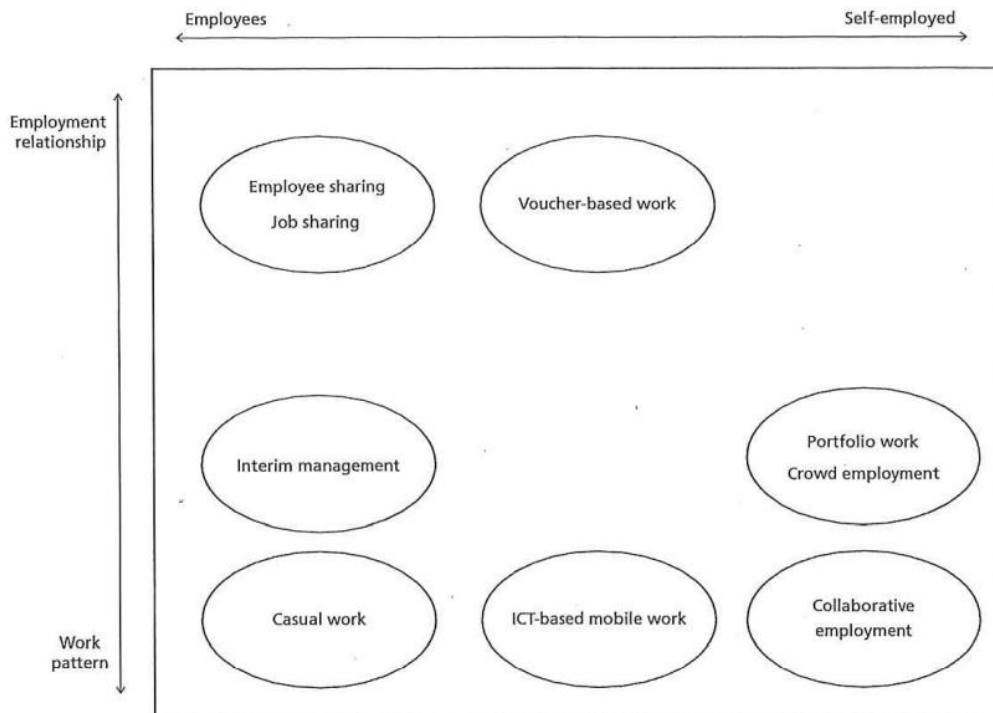 Employees
Self-employed
Employment
relationship
Employee sharing
Job sharing
Voucher-based work
Interim management
Portfolio work
Crowd employment
Casual work
ICT-based mobile work
Collaborative
employment
Work
pattern